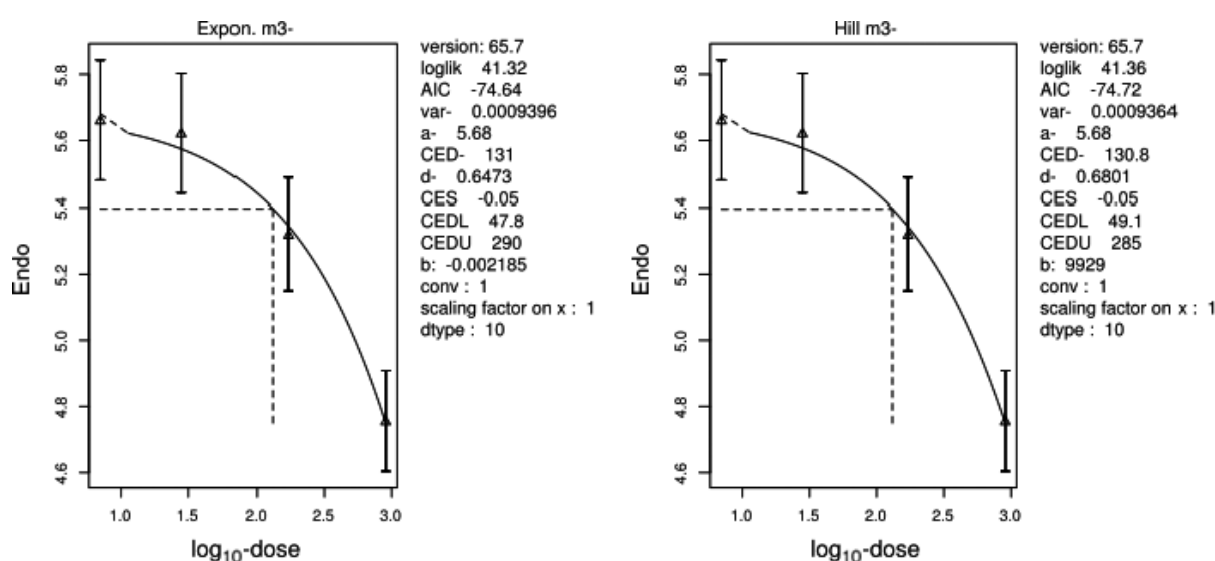 Expon. m3-
version: 65.7
loglik 41.32
AIC -74.64
var- 0.0009396
a- 5.68
CED- 131
d- 0.6473
CES -0.05
CEDL 47.8
CEDU 290
b: -0.002185
conv : 1
scaling factor on x : 1
dtype : 10
Endo
5.8
5.6
5.4
5.2
5.0
4.8
4.6
1.0 1.5 2.0 2.5 3.0
log10-dose
Hill m3-
version: 65.7
loglik 41.36
AIC -74.72
var- 0.0009364
a- 5.68
CED- 130.8
d- 0.6801
CES -0.05
CEDL 49.1
CEDU 285
b: 9929
conv : 1
scaling factor on x : 1
dtype : 10
Endo
5.8
5.6
5.4
5.2
5.0
4.8
4.6
1.0 1.5 2.0 2.5 3.0
log10-dose